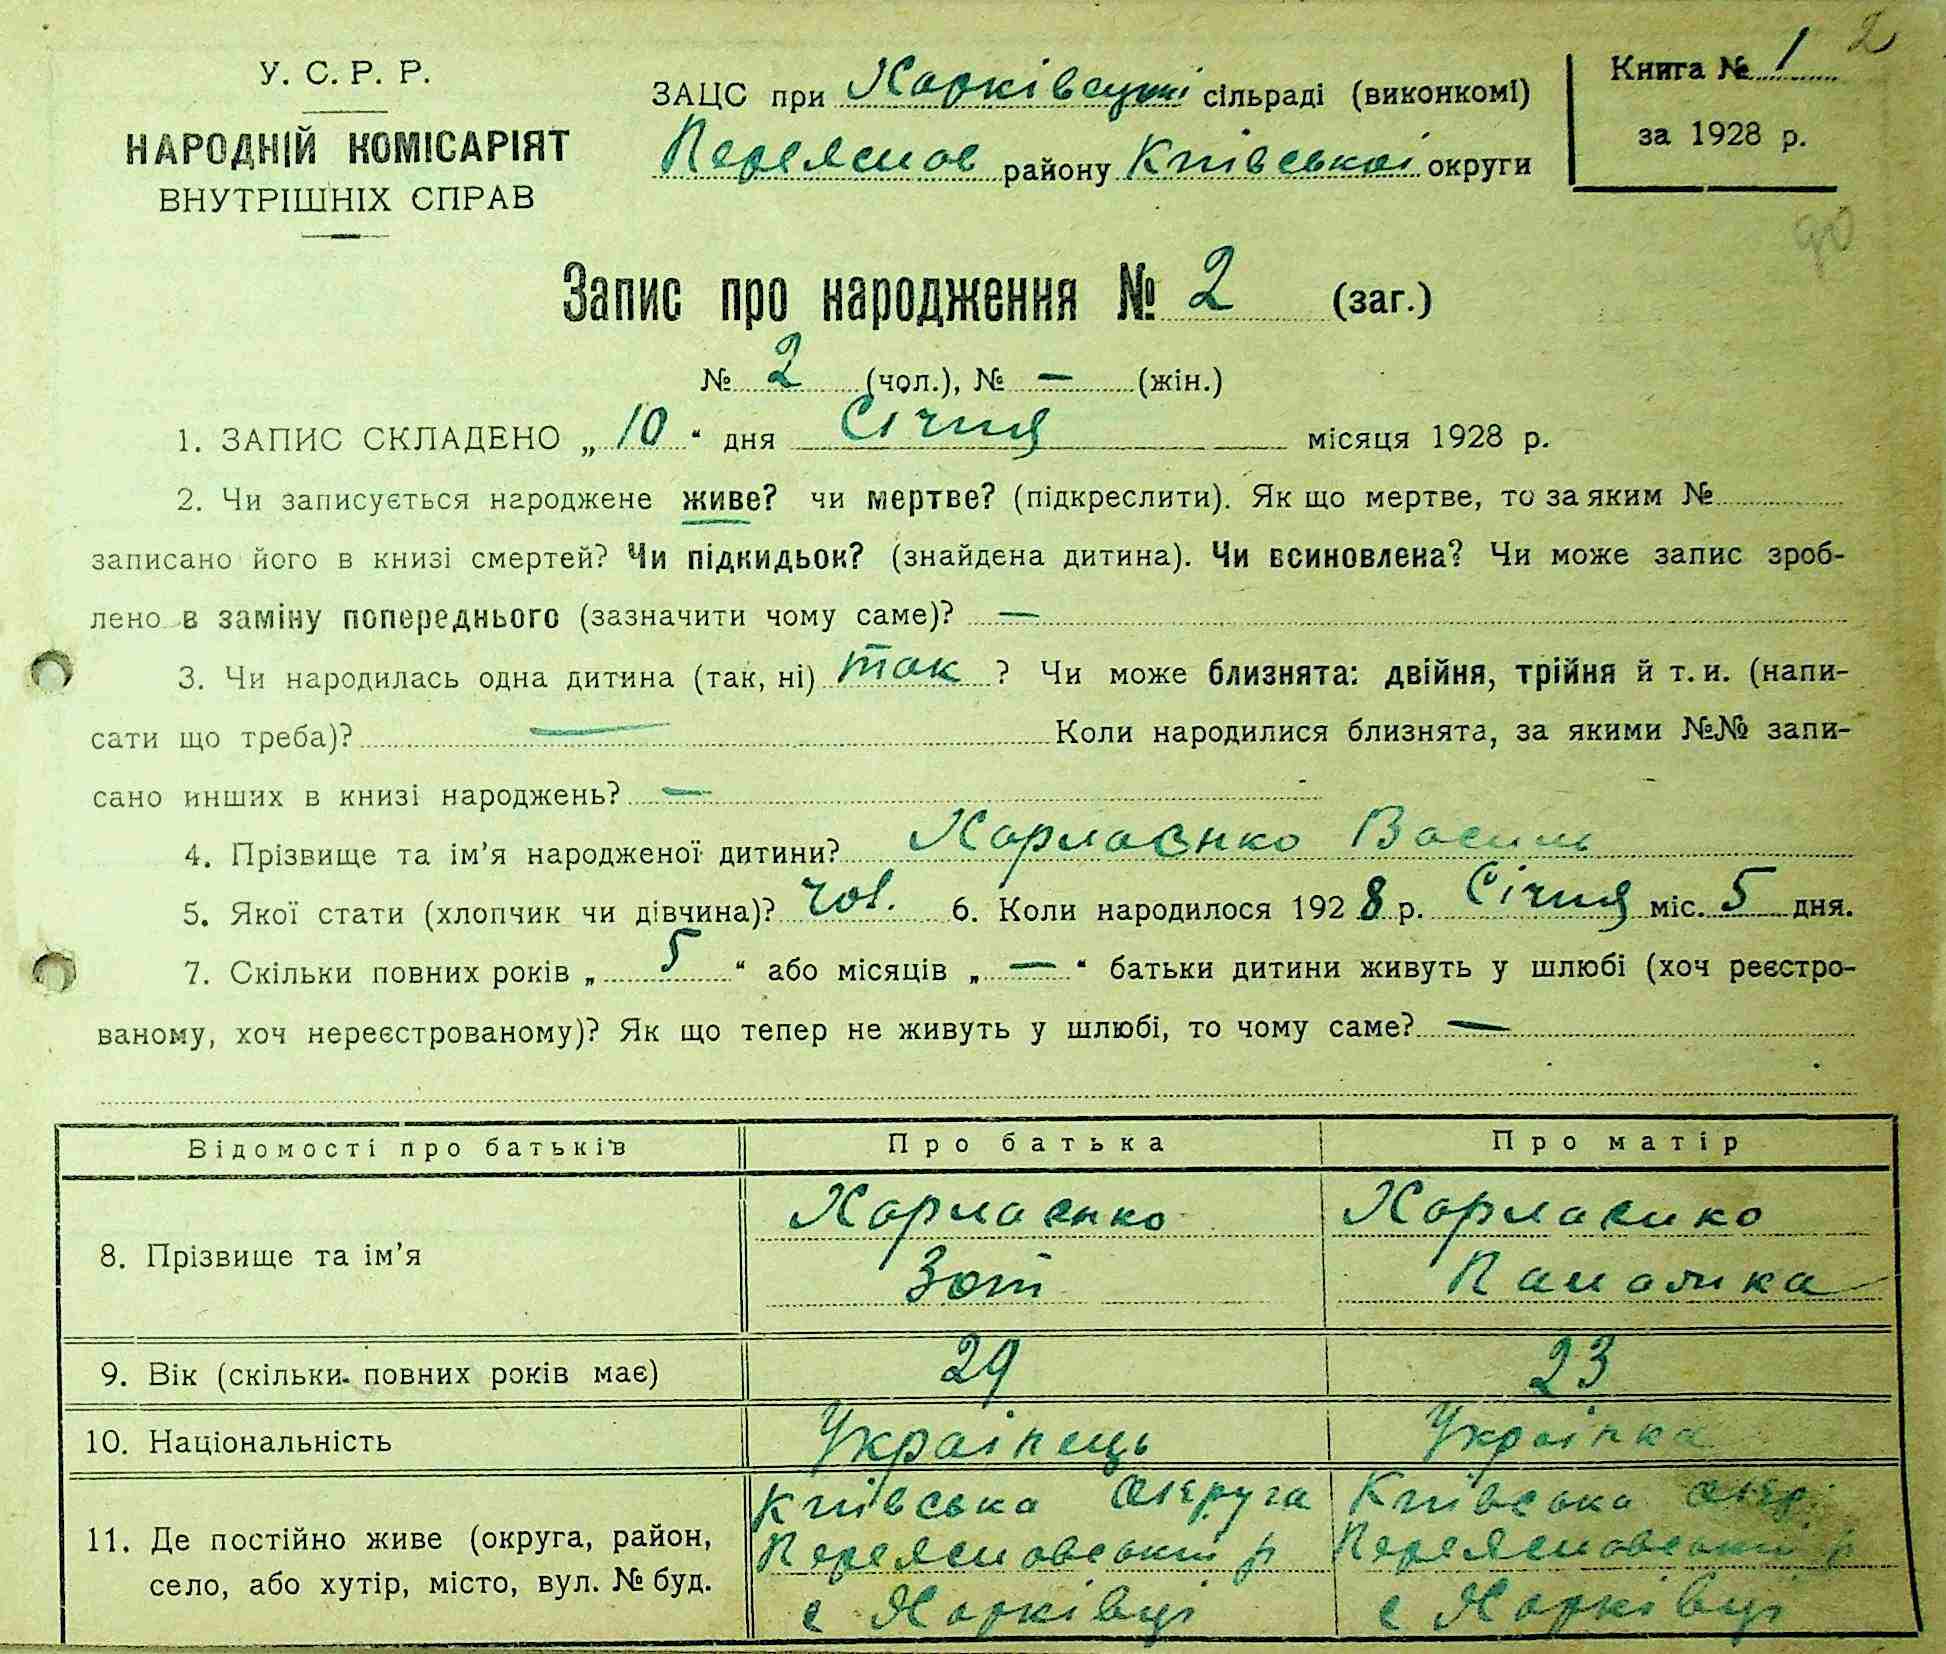 2
У. С. Р. Р.
НАРОДНІЙ КОМІСАРІЯТ
ВНУТРІШНІХ СПРАВ
ЗАЦС при Харківецькі сільраді (виконкомі)
Переяслов району Київської округи
Книга № 1
за 1928 р.
90
Запис про народження № 2 (заг.)
№ 2 (чол.), № — (жін.)
1. ЗАПИС СКЛАДЕНО „ 10 “ дня Січня місяця 1928 р.
2. Чи записується народжене живе? чи мертве? (підкреслити). Як що мертве, то за яким №
записано його в книзі смертей? Чи підкидьок? (знайдена дитина). Чи всиновлена? Чи може запис зроб-
лено в заміну попереднього (зазначити чому саме)? —
3. Чи народилась одна дитина (так, ні) так ? Чи може близнята: двійня, трійня й т. и. (напи-
сати що треба)? — Коли народилися близнята, за якими №№ запи-
сано инших в книзі народжень? —
4. Прізвище та ім’я народженої дитини? Харлаєнко Василь
5. Якої стати (хлопчик чи дівчина)? чол. 6. Коли народилося 1928 р. Січня міс. 5 дня.
7. Скільки повних років „ 5 “ або місяців „ — “ батьки дитини живуть у шлюбі (хоч реєстро-
ваному, хоч нереєстрованому)? Як що тепер не живуть у шлюбі, то чому саме? —
Відомості про батьків Про батька Про матір
8. Прізвище та ім’я
Харлаенко Харлаенко
Зот
9. Вік (скільки повних років має) 29 23
10. Національність Українець Українка
11. Де постійно живе (округа, район,
село, або хутір, місто, вул. № буд.
Київська округа Київська окр.
Переясловський р Переясловський р
с Харківці с Харківці